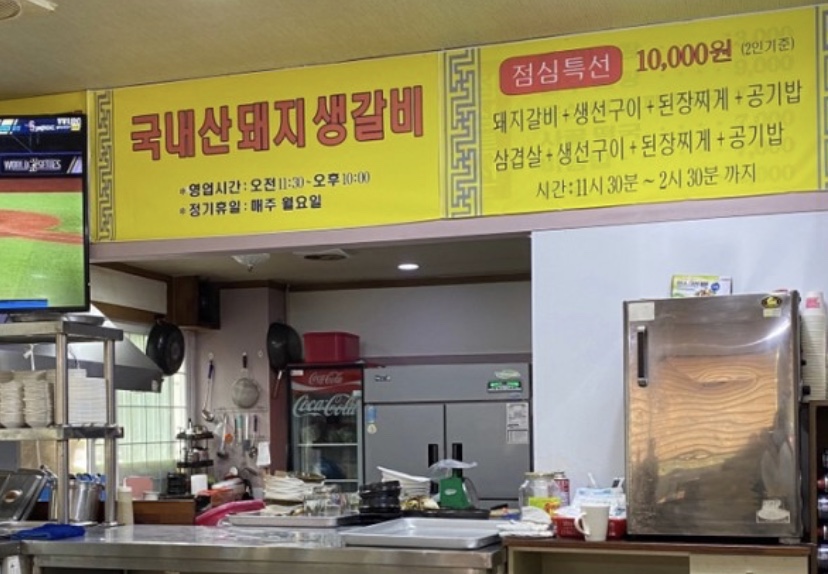 국내산돼지생갈비
*영업시간 : 오전11:30~오후10:00
*정기휴일 : 매주 월요일
점심특선 10,000원 (2인기준)
돼지갈비+생선구이+된장찌게+공기밥
삼겹살+생선구이+된장찌게+공기밥
시간:11시 30분 ~ 2시 30분 까지
WORLD SERIES
Coca-Cola
Coca-Cola